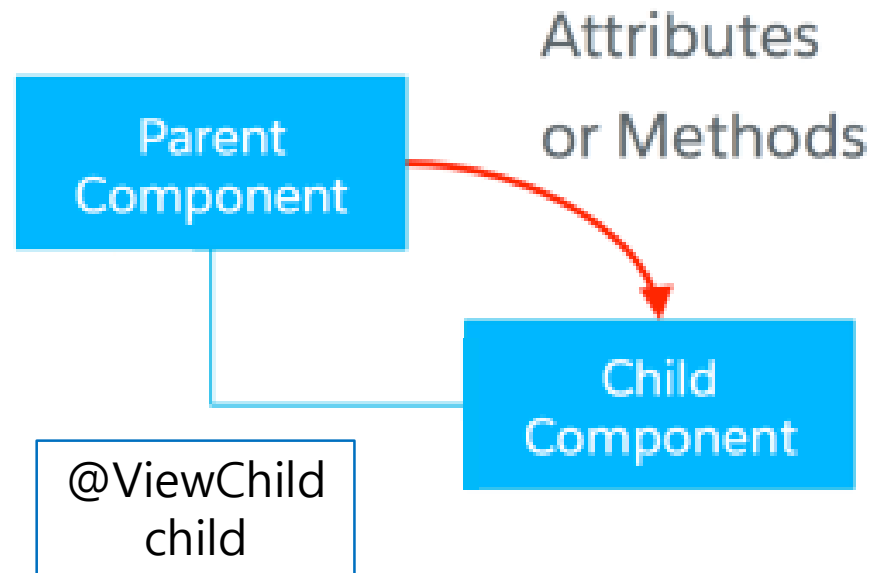 Attributes
or Methods
Parent
Component
Child
Component
@ViewChild
child